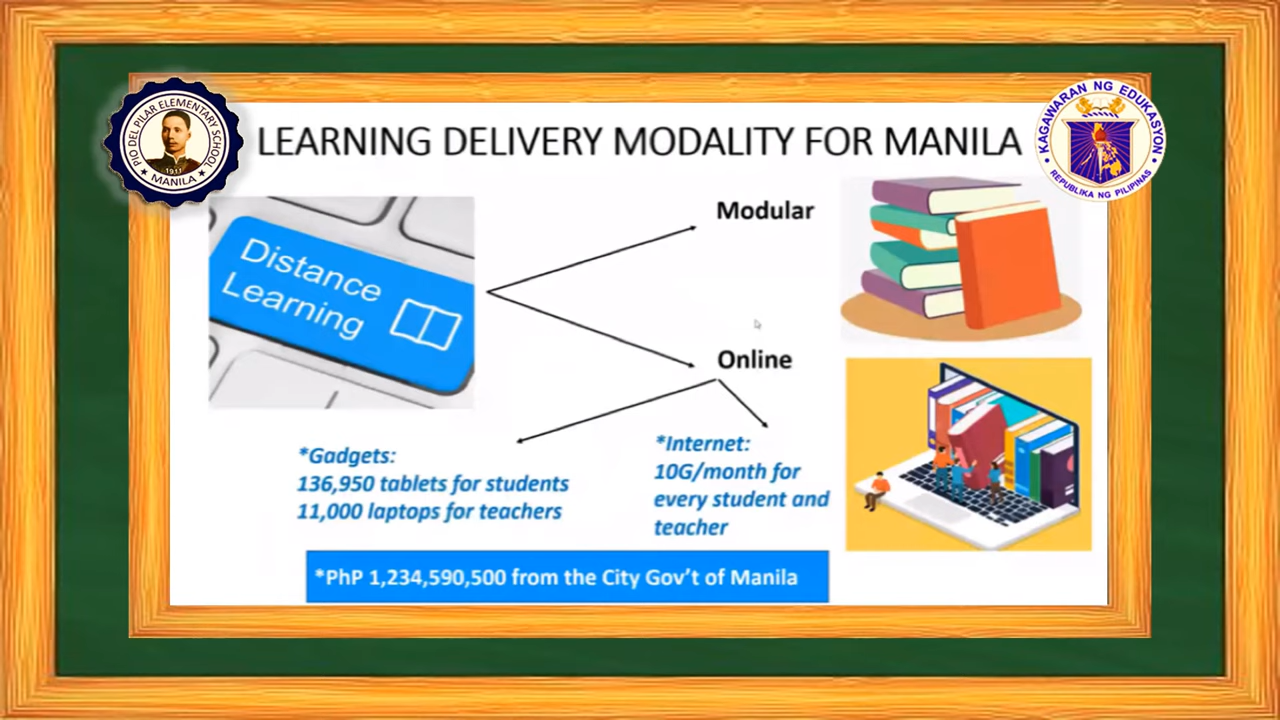 PIO DEL PILAR ELEMENTARY SCHOOL
1911
MANILA
LEARNING DELIVERY MODALITY FOR MANILA
KAGAWARAN NG EDUKASYON
REPUBLIKA NG PILIPINAS
Distance
Learning
Modular
Online
*Gadgets:
136,950 tablets for students
11,000 laptops for teachers
*Internet:
10G/month for
every student and
teacher
*PhP 1,234,590,500 from the City Gov't of Manila